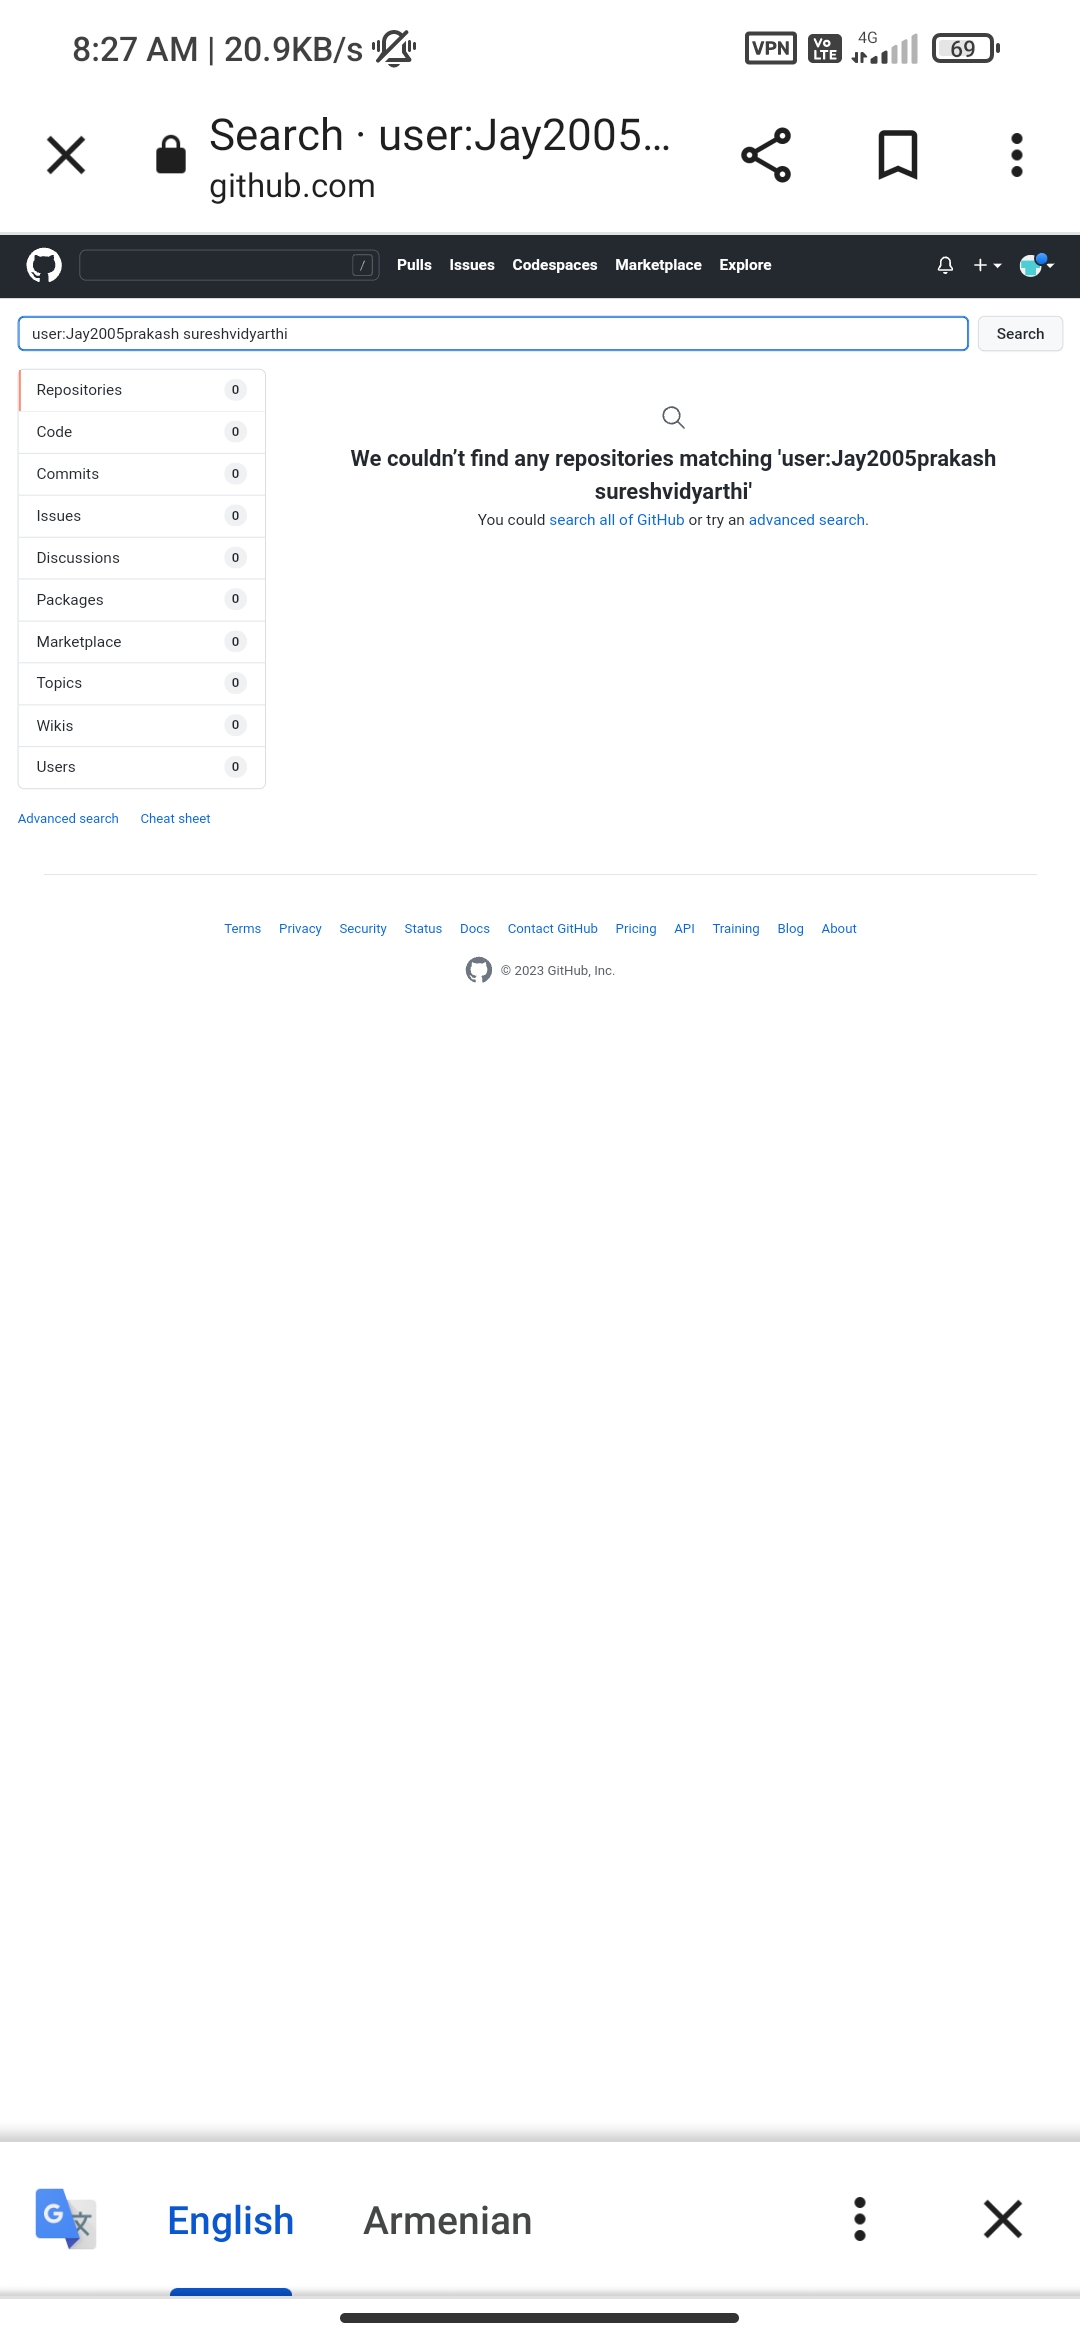 8:27 AM | 20.9KB/s
VPN
Vo LTE
4G
69
Search · user:Jay2005...
github.com
/
Pulls Issues Codespaces Marketplace Explore
user:Jay2005prakash sureshvidyarthi
Search
Repositories 0
Code 0
Commits 0
Issues 0
Discussions 0
Packages 0
Marketplace 0
Topics 0
Wikis 0
Users 0
Advanced search Cheat sheet
We couldn’t find any repositories matching 'user:Jay2005prakash
sureshvidyarthi'
You could search all of GitHub or try an advanced search.
Terms Privacy Security Status Docs Contact GitHub Pricing API Training Blog About
© 2023 GitHub, Inc.
G 文
English Armenian